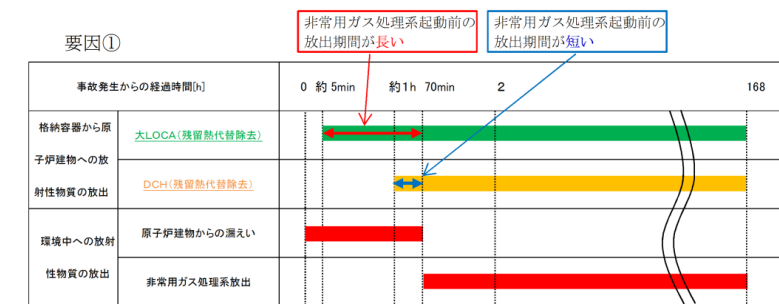 要因①
非常用ガス処理系起動前の
放出期間が長い
非常用ガス処理系起動前の
放出期間が短い
事故発生からの経過時間[h]
0 約5min 約1h 70min 2 168
格納容器から原
子炉建物への放
射性物質の放出
大LOCA(残留熱代替除去)
DCH(残留熱代替除去)
環境中への放射
性物質の放出
原子炉建物からの漏えい
非常用ガス処理系放出